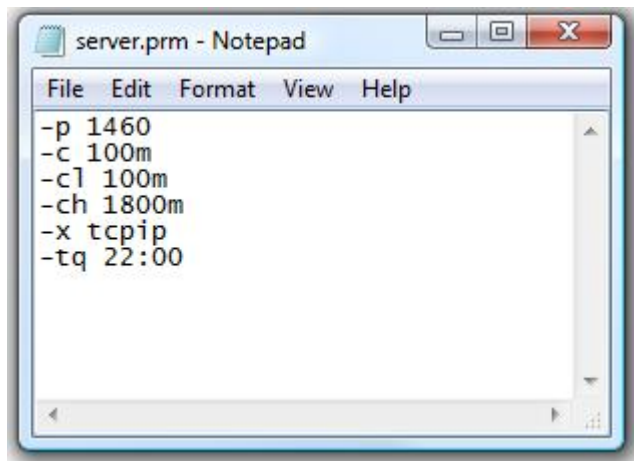 server.prm - Notepad
File Edit Format View Help
-p 1460
-c 100m
-cl 100m
-ch 1800m
-x tcpip
-tq 22:00